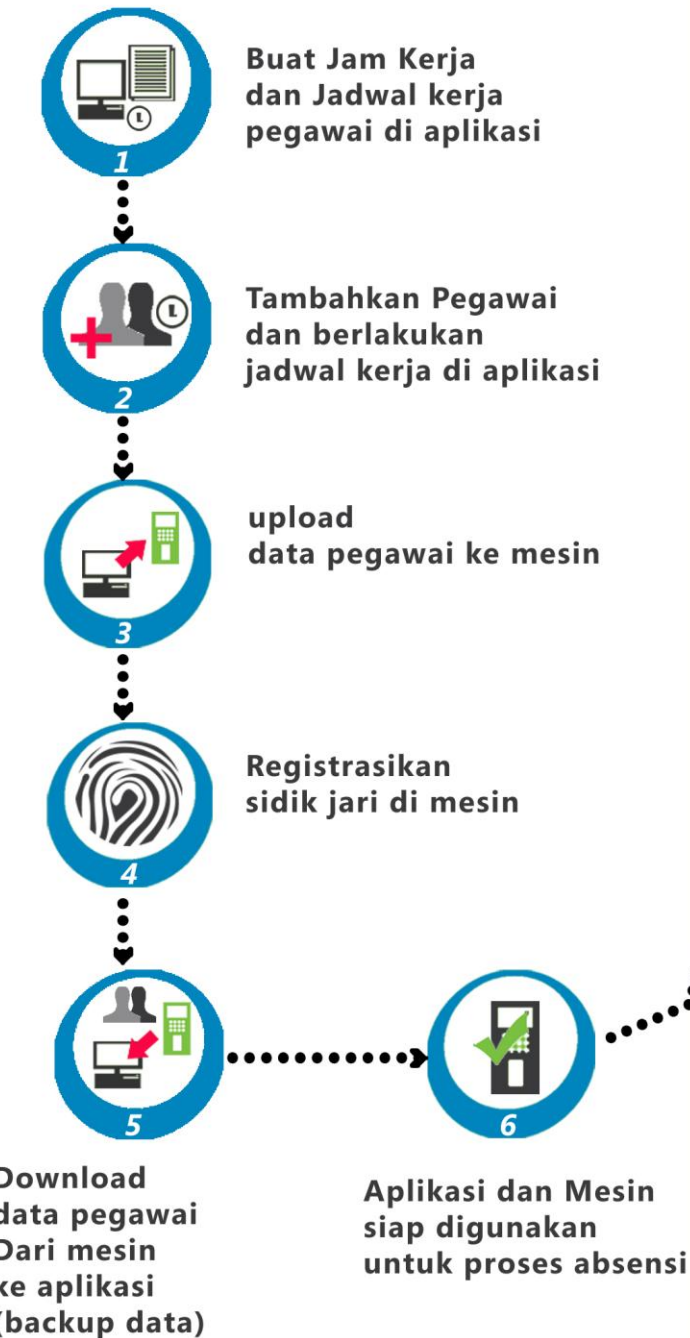 Buat Jam Kerja
dan Jadwal kerja
pegawai di aplikasi
1
Tambahkan Pegawai
dan berlakukan
jadwal kerja di aplikasi
2
upload
data pegawai ke mesin
3
Registrasikan
sidik jari di mesin
4
5
Download
data pegawai
Dari mesin
ke aplikasi
(backup data)
6
Aplikasi dan Mesin
siap digunakan
untuk proses absensi